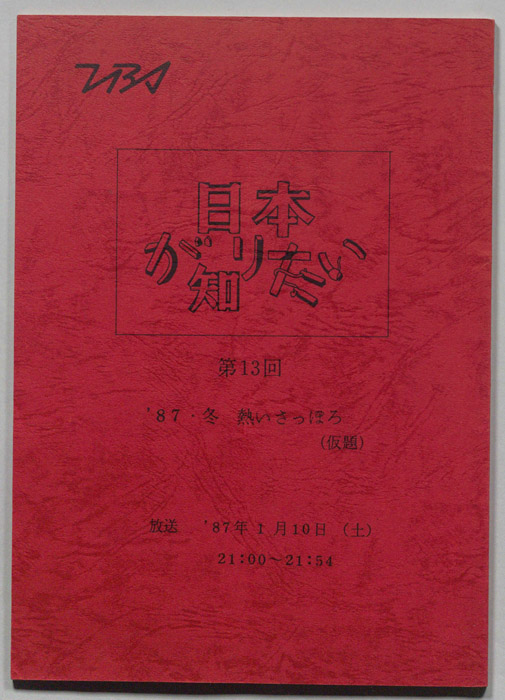 TBS
日本
が知りたい
第13回
'87・冬 熱いさっぽろ
(仮題)
放送 '87年1月10日 (土)
21:00~21:54